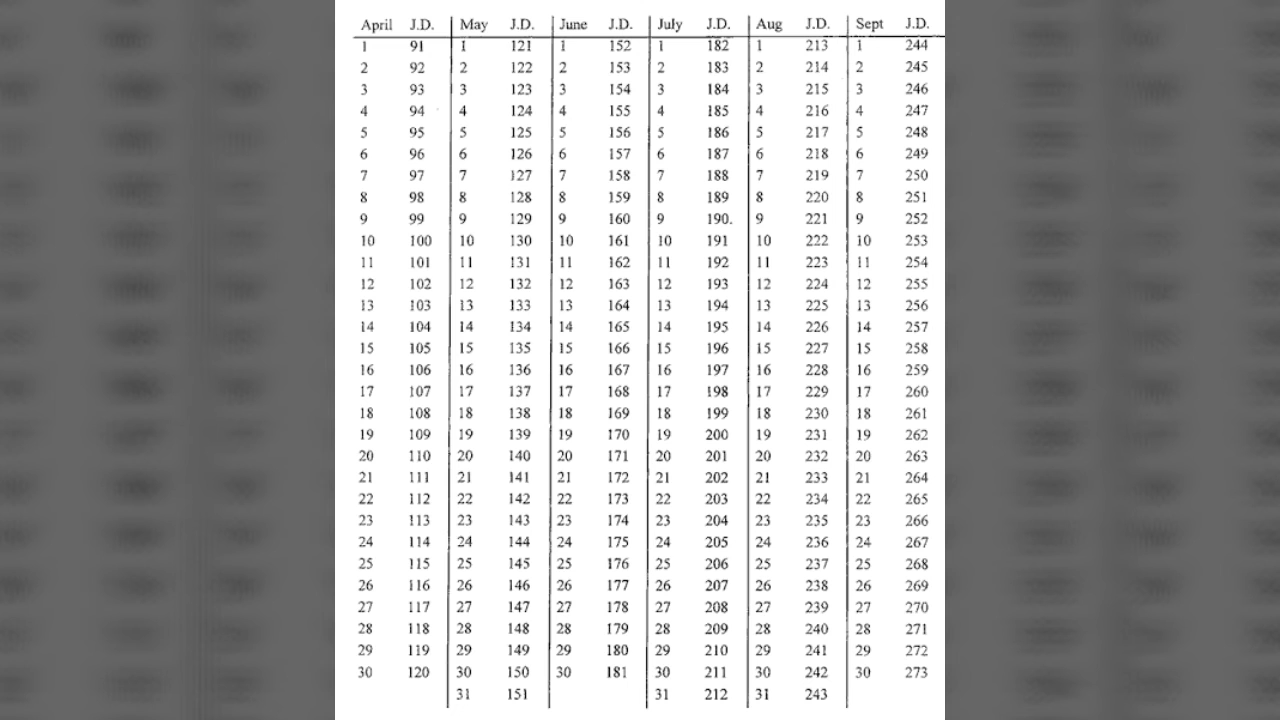 April J.D. May J.D. June J.D. July J.D. Aug J.D. Sept J.D.
1 91 1 121 1 152 1 182 1 213 1 244
2 92 2 122 2 153 2 183 2 214 2 245
3 93 3 123 3 154 3 184 3 215 3 246
4 94 4 124 4 155 4 185 4 216 4 247
5 95 5 125 5 156 5 186 5 217 5 248
6 96 6 126 6 157 6 187 6 218 6 249
7 97 7 127 7 158 7 188 7 219 7 250
8 98 8 128 8 159 8 189 8 220 8 251
9 99 9 129 9 160 9 190. 9 221 9 252
10 100 10 130 10 161 10 191 10 222 10 253
11 101 11 131 11 162 11 192 11 223 11 254
12 102 12 132 12 163 12 193 12 224 12 255
13 103 13 133 13 164 13 194 13 225 13 256
14 104 14 134 14 165 14 195 14 226 14 257
15 105 15 135 15 166 15 196 15 227 15 258
16 106 16 136 16 167 16 197 16 228 16 259
17 107 17 137 17 168 17 198 17 229 17 260
18 108 18 138 18 169 18 199 18 230 18 261
19 109 19 139 19 170 19 200 19 231 19 262
20 110 20 140 20 171 20 201 20 232 20 263
21 111 21 141 21 172 21 202 21 233 21 264
22 112 22 142 22 173 22 203 22 234 22 265
23 113 23 143 23 174 23 204 23 235 23 266
24 114 24 144 24 175 24 205 24 236 24 267
25 115 25 145 25 176 25 206 25 237 25 268
26 116 26 146 26 177 26 207 26 238 26 269
27 117 27 147 27 178 27 208 27 239 27 270
28 118 28 148 28 179 28 209 28 240 28 271
29 119 29 149 29 180 29 210 29 241 29 272
30 120 30 150 30 181 30 211 30 242 30 273
31 151 31 212 31 243